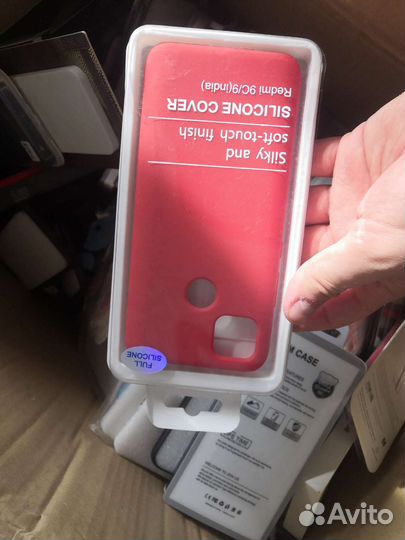 Silky and
soft-touch finish
SILICONE COVER
Redmi 9C/9(india)
FULL
SILICONE
M CASE
Avito